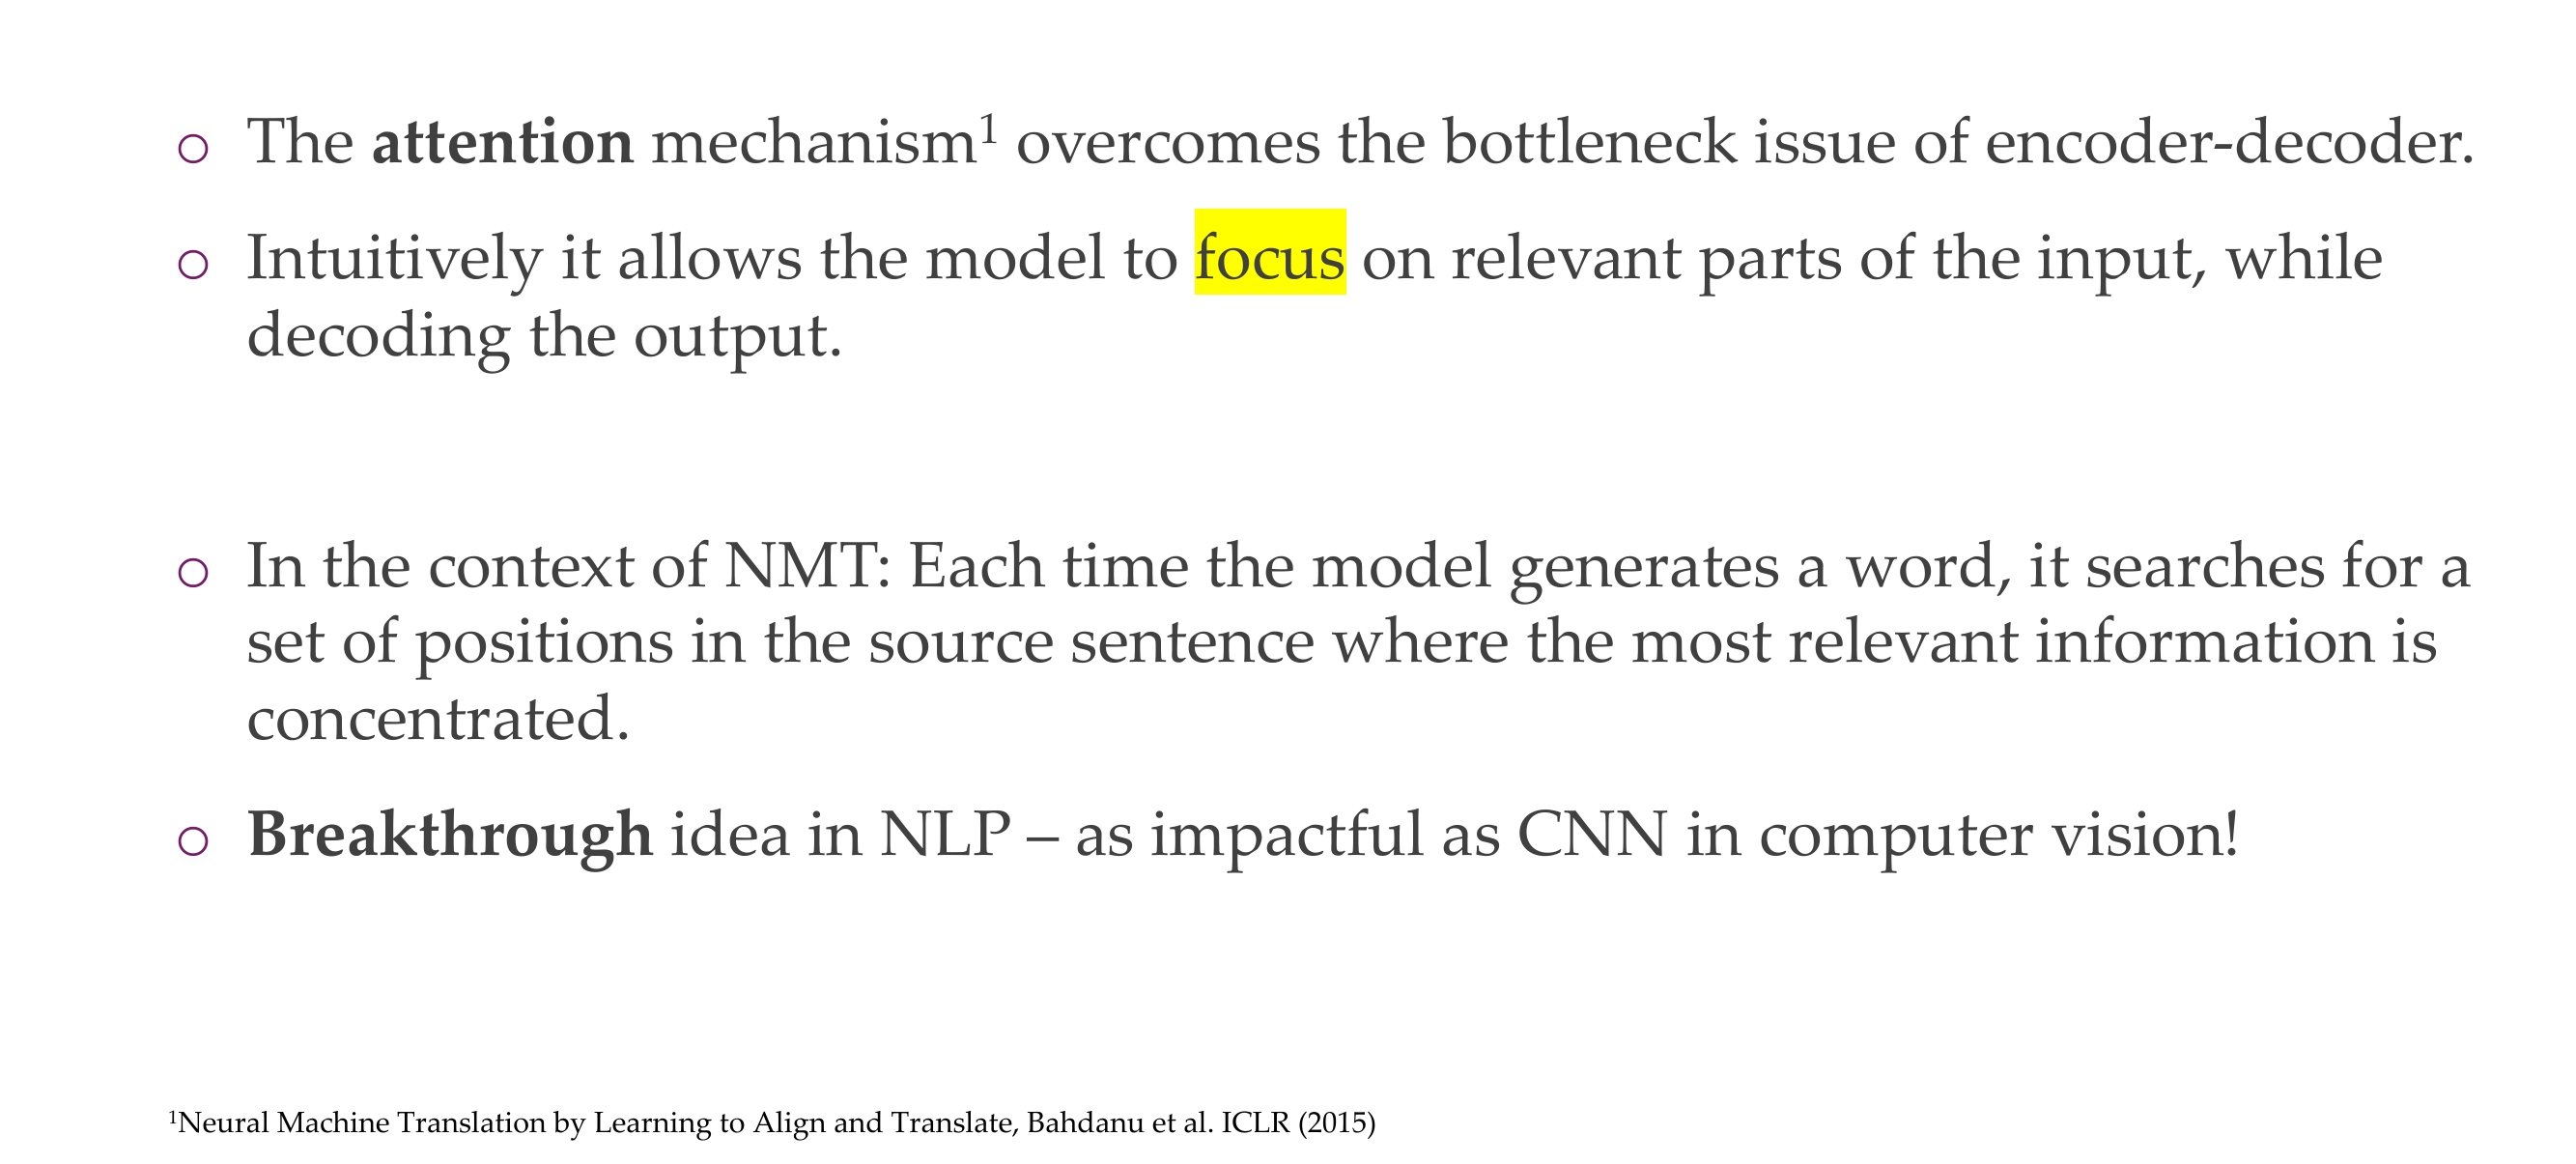 The attention mechanism¹ overcomes the bottleneck issue of encoder-decoder.
Intuitively it allows the model to focus on relevant parts of the input, while
decoding the output.
In the context of NMT: Each time the model generates a word, it searches for a
set of positions in the source sentence where the most relevant information is
concentrated.
Breakthrough idea in NLP – as impactful as CNN in computer vision!
¹Neural Machine Translation by Learning to Align and Translate, Bahdanu et al. ICLR (2015)